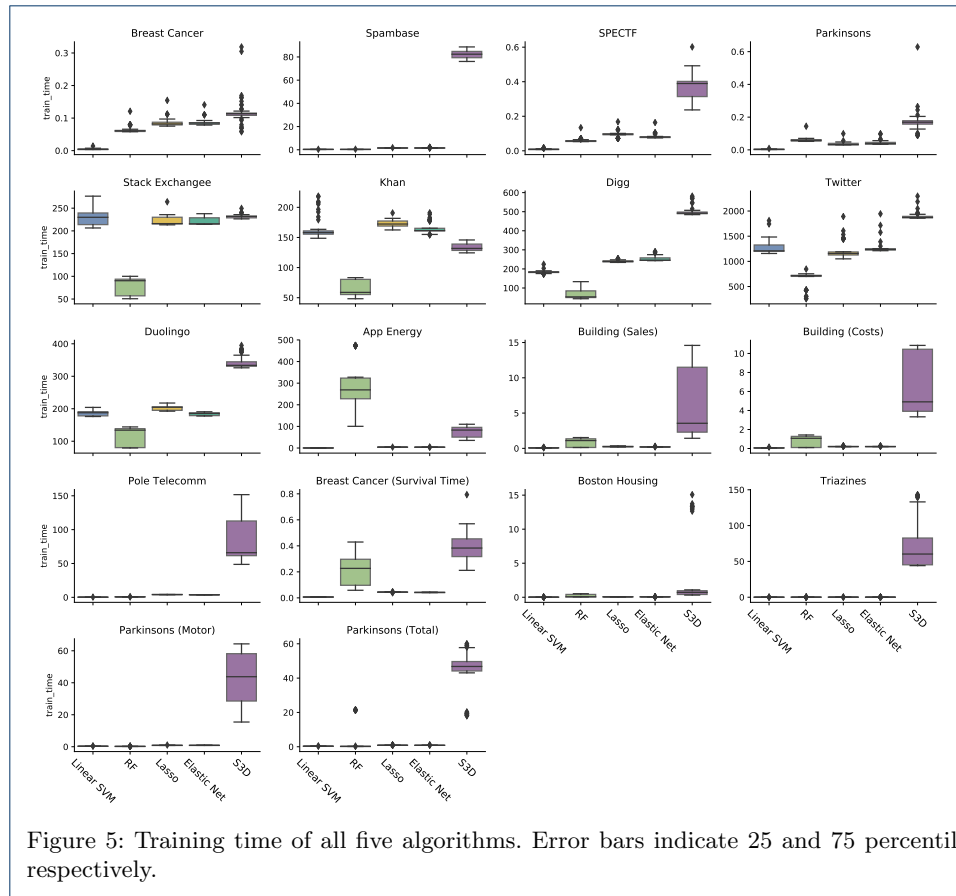 Breast Cancer
Spambase
SPECTF
Parkinsons
train_time
0.3
0.2
0.1
0.0
80
60
40
20
0
0.6
0.4
0.2
0.0
0.6
0.4
0.2
0.0
Stack Exchangee
Khan
Digg
Twitter
train_time
250
200
150
100
50
200
150
100
50
600
500
400
300
200
100
2000
1500
1000
500
Duolingo
App Energy
Building (Sales)
Building (Costs)
train_time
400
300
200
100
500
400
300
200
100
0
15
10
5
0
10
8
6
4
2
0
Pole Telecomm
Breast Cancer (Survival Time)
Boston Housing
Triazines
train_time
150
100
50
0
0.8
0.6
0.4
0.2
0.0
15
10
5
0
150
100
50
0
Linear SVM
RF
Lasso
Elastic Net
S3D
Linear SVM
RF
Lasso
Elastic Net
S3D
Parkinsons (Motor)
Parkinsons (Total)
train_time
60
40
20
0
60
40
20
0
Linear SVM
RF
Lasso
Elastic Net
S3D
Linear SVM
RF
Lasso
Elastic Net
S3D
Figure 5: Training time of all five algorithms. Error bars indicate 25 and 75 percentil
respectively.